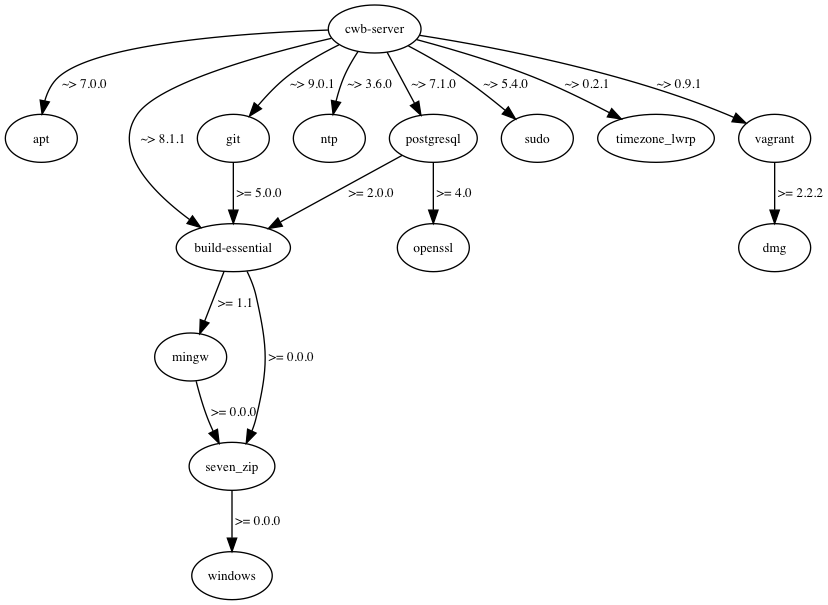 cwb-server
~> 7.0.0
~> 9.0.1
~> 3.6.0
~> 7.1.0
~> 5.4.0
~> 0.2.1
~> 0.9.1
apt
~> 8.1.1
git
ntp
postgresql
sudo
timezone_lwrp
vagrant
>= 5.0.0
>= 2.0.0
>= 4.0
>= 2.2.2
build-essential
openssl
dmg
>= 1.1
mingw
>= 0.0.0
>= 0.0.0
seven_zip
>= 0.0.0
windows